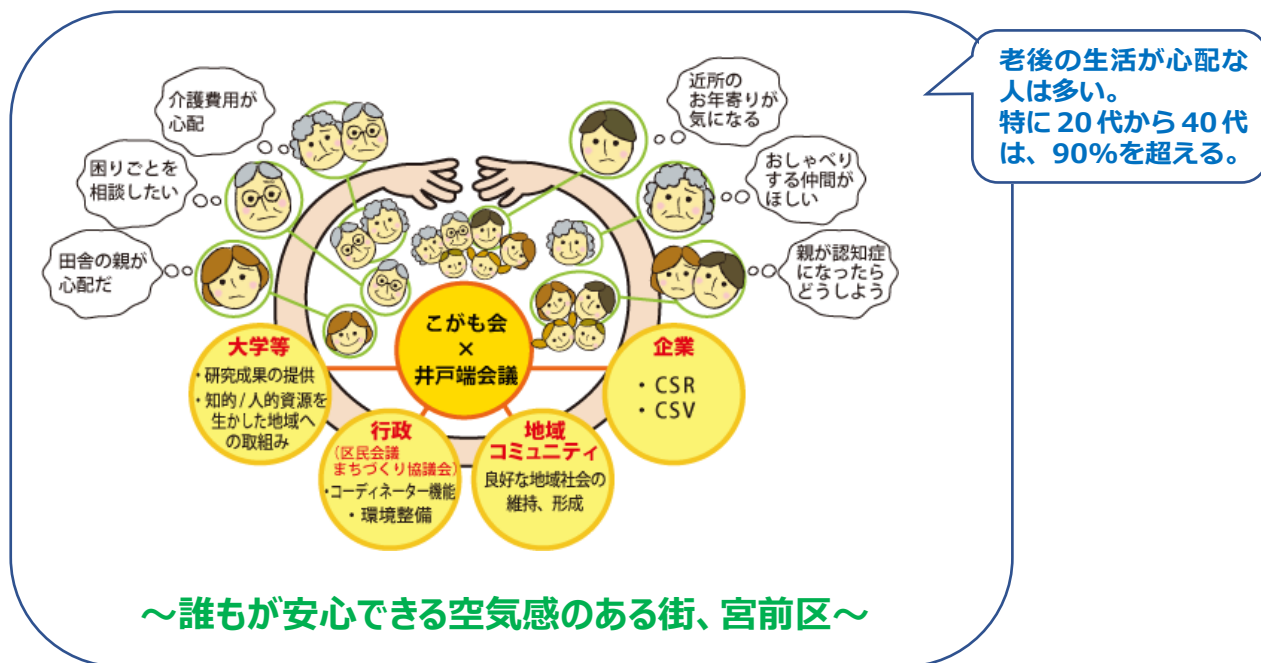 老後の生活が心配な
人は多い。
特に20代から40代
は、90%を超える。
介護費用が
心配
困りごとを
相談したい
田舎の親が
心配だ
近所の
お年寄りが
気になる
おしゃべり
する仲間が
ほしい
親が認知症
になったら
どうしよう
こがも会
×
井戸端会議
大学等
・研究成果の提供
・知的/人的資源を
生かした地域へ
の取組み
行政
(区民会議
まちづくり協議会)
・コーディネーター機能
・環境整備
地域
コミュニティ
良好な地域社会の
維持、形成
企業
・CSR
・CSV
～誰もが安心できる空気感のある街、宮前区～